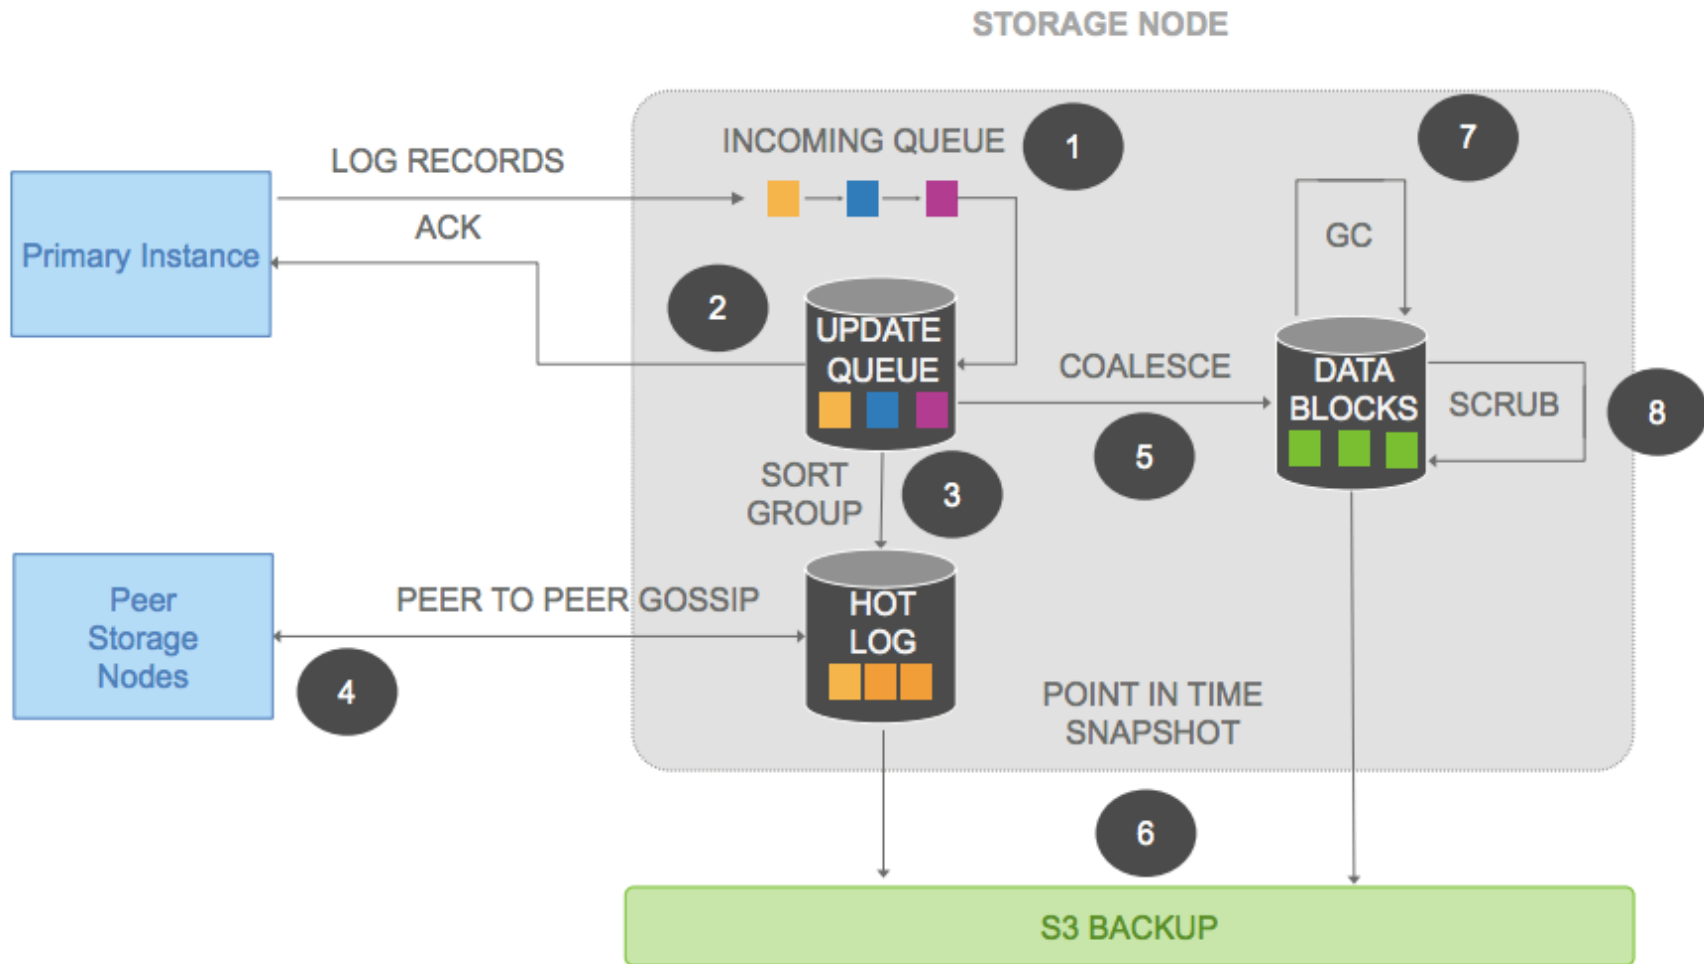 STORAGE NODE
INCOMING QUEUE
1
7
LOG RECORDS
ACK
Primary Instance
GC
2
UPDATE
QUEUE
COALESCE
DATA
BLOCKS
SCRUB
8
5
SORT
GROUP
3
PEER TO PEER GOSSIP
Peer
Storage
Nodes
4
HOT
LOG
POINT IN TIME
SNAPSHOT
6
S3 BACKUP